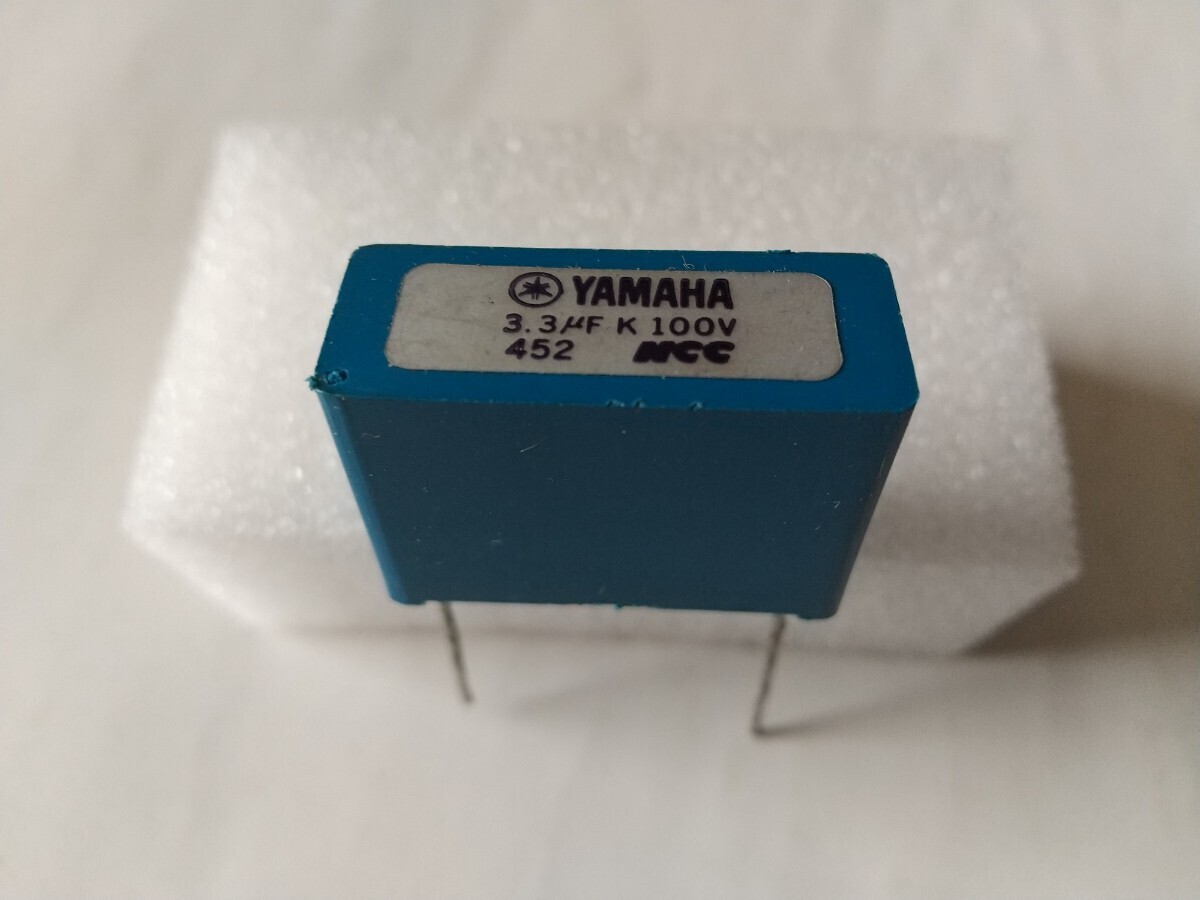 YAMAHA
3.3μF K 100V
452 NCC